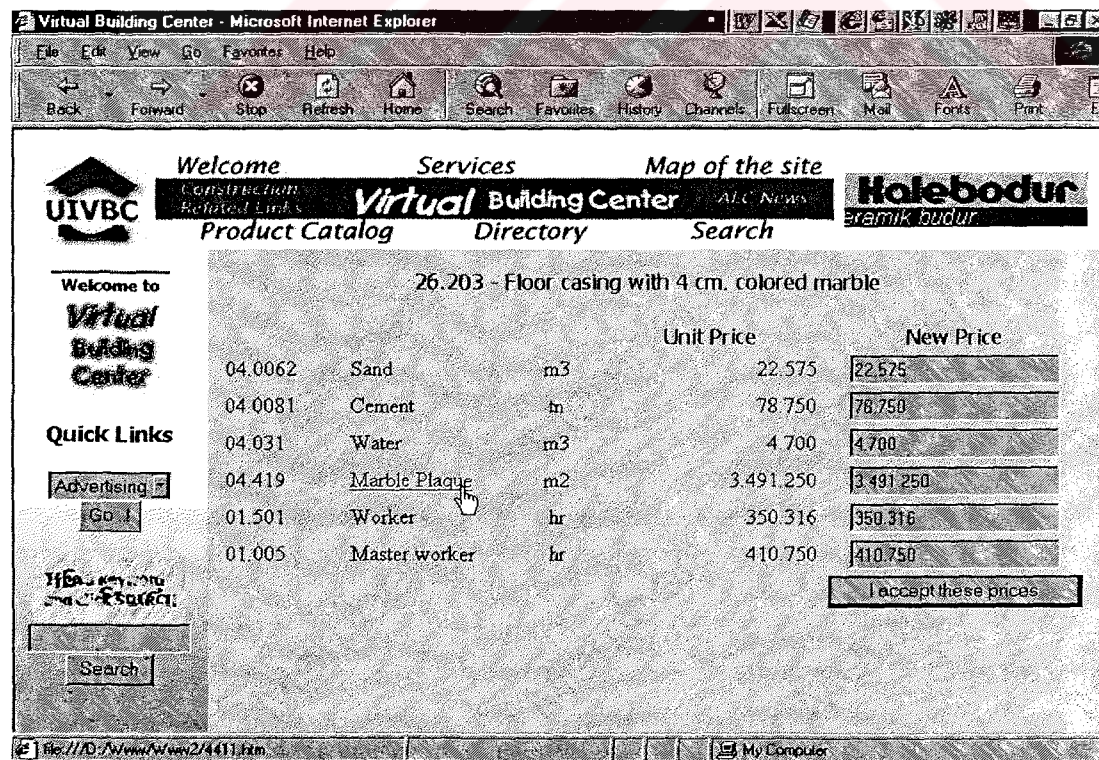 Virtual Building Center - Microsoft Internet Explorer
File Edit View Go Favorites Help
Back Forward Stop Refresh Home Search Favorites History Channels Fullscreen Mail Fonts Print
Welcome Services Map of the site
UIVBC Construction Related Links Virtual Building Center ALC News Halebodur
eramik budur
Product Catalog Directory Search
Welcome to
Virtual
Building
Center
Quick Links
Advertising
Go !
Search
26.203 - Floor casing with 4 cm. colored marble
Unit Price New Price
04.0062 Sand m3 22.575 22.575
04.0081 Cement tn 78.750 78.750
04.031 Water m3 4.700 4.700
04.419 Marble Plaque m2 3.491.250 3.491.250
01.501 Worker hr 350.316 350.316
01.005 Master worker hr 410.750 410.750
I accept these prices
file:///D:/Www/Www2/4411.htm My Computer